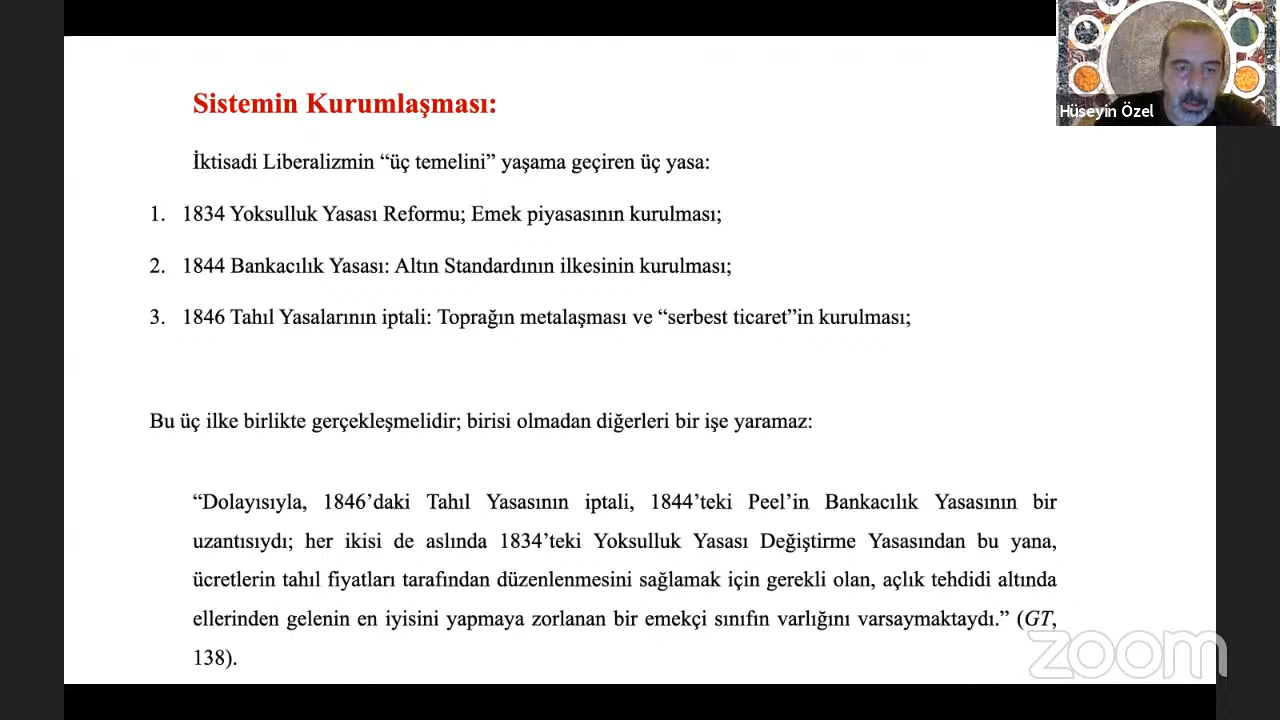 Hüseyin Özel
Sistemin Kurumlaşması:
İktisadi Liberalizmin “üç temelini” yaşama geçiren üç yasa:
1. 1834 Yoksulluk Yasası Reformu; Emek piyasasının kurulması;
2. 1844 Bankacılık Yasası: Altın Standardının ilkesinin kurulması;
3. 1846 Tahıl Yasalarının iptali: Toprağın metalaşması ve “serbest ticaret”in kurulması;
Bu üç ilke birlikte gerçekleşmelidir; birisi olmadan diğerleri bir işe yaramaz:
“Dolayısıyla, 1846’daki Tahıl Yasasının iptali, 1844’teki Peel’in Bankacılık Yasasının bir
uzantısıydı; her ikisi de aslında 1834’teki Yoksulluk Yasası Değiştirme Yasasından bu yana,
ücretlerin tahıl fiyatları tarafından düzenlenmesini sağlamak için gerekli olan, açlık tehdidi altında
ellerinden gelenin en iyisini yapmaya zorlanan bir emekçi sınıfın varlığını varsaymaktaydı.” (GT,
138).
zoom